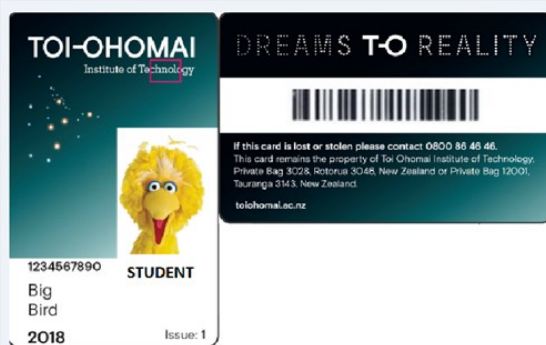 TOI-OHOMAI
Institute of Technology
1234567890
STUDENT
Big
Bird
2018
Issue: 1
DREAMS T-O REALITY
If this card is lost or stolen please contact 0800 86 46 46.
This card remains the property of Toi Ohomai Institute of Technology.
Private Bag 3028, Rotorua 3046, New Zealand or Private Bag 12001,
Tauranga 3143, New Zealand.
toiohomai.ac.nz